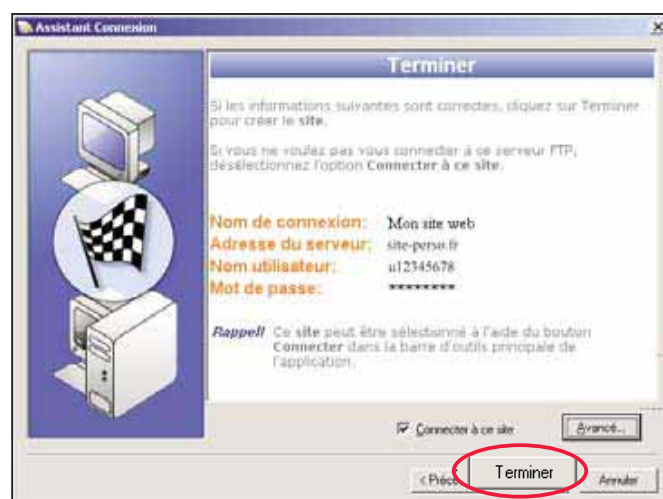 Assistant Connexion
Terminer
Si les informations suivantes sont correctes, cliquez sur Terminer
pour créer le site.
Si vous ne voulez pas vous connecter à ce serveur FTP,
désélectionnez l'option Connecter à ce site.
Nom de connexion: Mon site web
Adresse du serveur: site-perso.fr
Nom utilisateur: u12345678
Mot de passe: ********
Rappel! Ce site peut être sélectionné à l'aide du bouton
Connecter dans la barre d'outils principale de
l'application.
Connecter à ce site Avancé...
< Précé Terminer Annuler